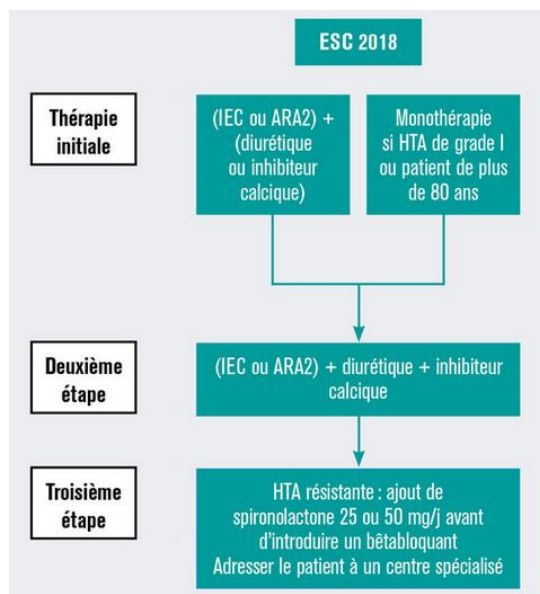 ESC 2018
Thérapie
initiale
(IEC ou ARA2) +
(diurétique
ou inhibiteur
calcique)
Monothérapie
si HTA de grade I
ou patient de plus
de 80 ans
Deuxième
étape
(IEC ou ARA2) + diurétique + inhibiteur
calcique
Troisième
étape
HTA résistante : ajout de
spironolactone 25 ou 50 mg/j avant
d'introduire un bêtabloquant
Adresser le patient à un centre spécialisé